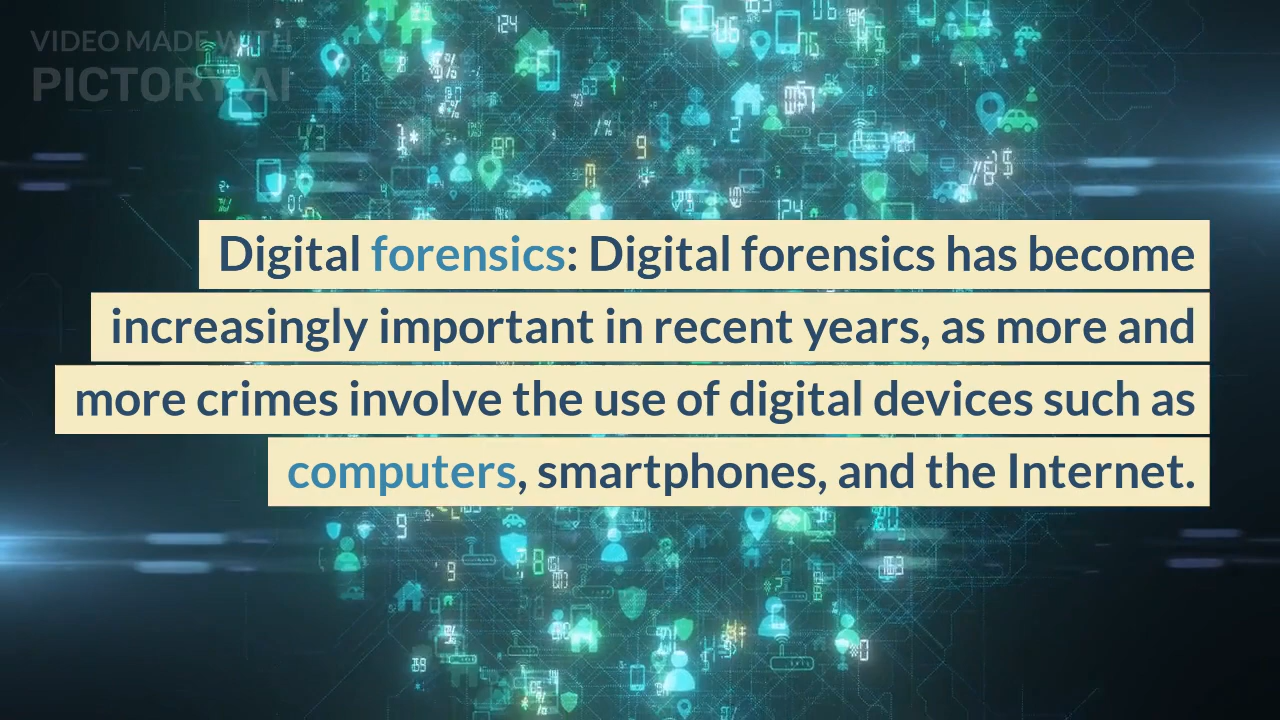 VIDEO MADE WITH
PICTORY.AI
Digital forensics: Digital forensics has become
increasingly important in recent years, as more and
more crimes involve the use of digital devices such as
computers, smartphones, and the Internet.